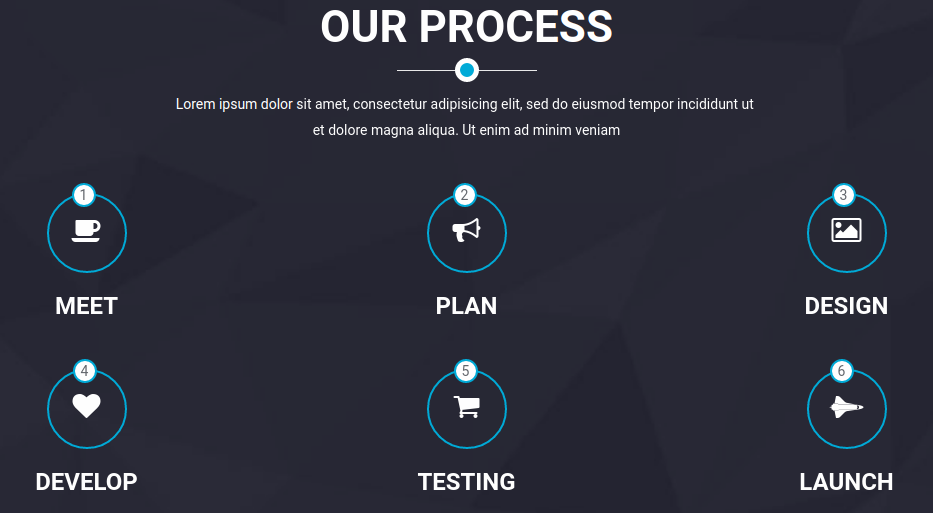 OUR PROCESS
Lorem ipsum dolor sit amet, consectetur adipisicing elit, sed do eiusmod tempor incididunt ut
et dolore magna aliqua. Ut enim ad minim veniam
1
2
3
MEET
PLAN
DESIGN
4
5
6
DEVELOP
TESTING
LAUNCH